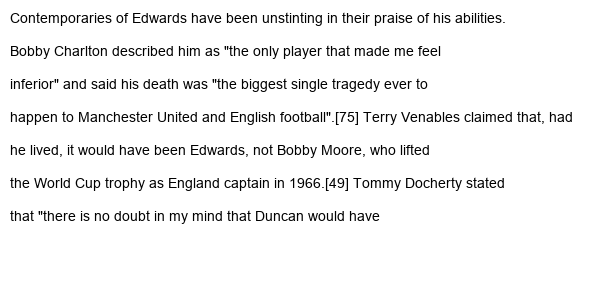 Contemporaries of Edwards have been unstinting in their praise of his abilities.
Bobby Charlton described him as "the only player that made me feel
inferior" and said his death was "the biggest single tragedy ever to
happen to Manchester United and English football".[75] Terry Venables claimed that, had
he lived, it would have been Edwards, not Bobby Moore, who lifted
the World Cup trophy as England captain in 1966.[49] Tommy Docherty stated
that "there is no doubt in my mind that Duncan would have